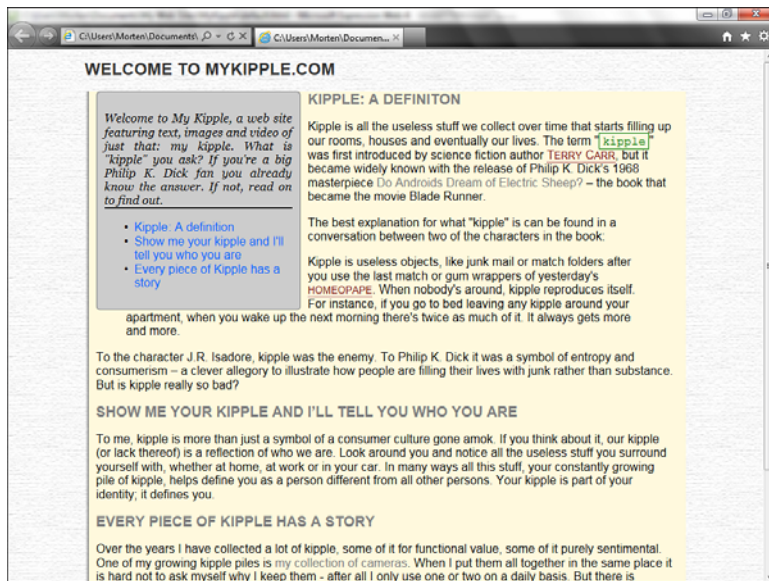 C:\Users\Morten\Documents\
C:\Users\Morten\Documen...
WELCOME TO MYKIPPLE.COM
Welcome to My Kipple, a web site
featuring text, images and video of
just that: my kipple. What is
"kipple" you ask? If you're a big
Philip K. Dick fan you already
know the answer. If not, read on
to find out.
• Kipple: A definition
• Show me your kipple and I'll
tell you who you are
• Every piece of Kipple has a
story
KIPPLE: A DEFINITON
Kipple is all the useless stuff we collect over time that starts filling up
our rooms, houses and eventually our lives. The term "kipple"
was first introduced by science fiction author TERRY CARR, but it
became widely known with the release of Philip K. Dick's 1968
masterpiece Do Androids Dream of Electric Sheep? – the book that
became the movie Blade Runner.
The best explanation for what "kipple" is can be found in a
conversation between two of the characters in the book:
Kipple is useless objects, like junk mail or match folders after
you use the last match or gum wrappers of yesterday's
HOMEOPAPE. When nobody's around, kipple reproduces itself.
For instance, if you go to bed leaving any kipple around your
apartment, when you wake up the next morning there's twice as much of it. It always gets more
and more.
To the character J.R. Isadore, kipple was the enemy. To Philip K. Dick it was a symbol of entropy and
consumerism – a clever allegory to illustrate how people are filling their lives with junk rather than substance.
But is kipple really so bad?
SHOW ME YOUR KIPPLE AND I'LL TELL YOU WHO YOU ARE
To me, kipple is more than just a symbol of a consumer culture gone amok. If you think about it, our kipple
(or lack thereof) is a reflection of who we are. Look around you and notice all the useless stuff you surround
yourself with, whether at home, at work or in your car. In many ways all this stuff, your constantly growing
pile of kipple, helps define you as a person different from all other persons. Your kipple is part of your
identity; it defines you.
EVERY PIECE OF KIPPLE HAS A STORY
Over the years I have collected a lot of kipple, some of it for functional value, some of it purely sentimental.
One of my growing kipple piles is my collection of cameras. When I put them all together in the same place it
is hard not to ask myself why I keep them - after all I only use one or two on a daily basis. But there is